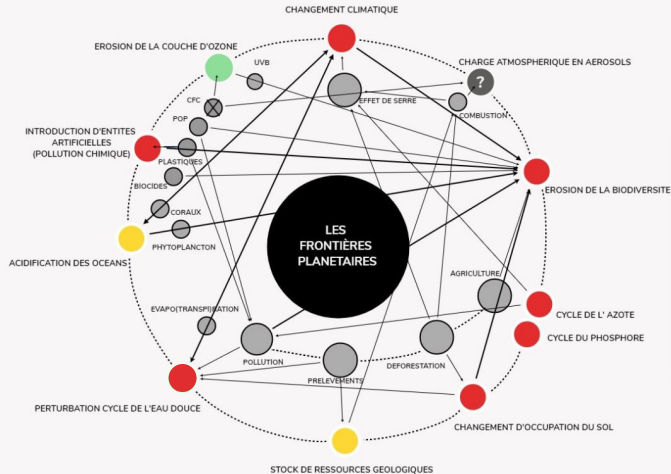 CHANGEMENT CLIMATIQUE
EROSION DE LA COUCHE D'OZONE
UVB
CHARGE ATMOSPHERIQUE EN AEROSOLS
?
CFC
EFFET DE SERRE
COMBUSTION
POP
INTRODUCTION D'ENTITES
ARTIFICIELLES
(POLLUTION CHIMIQUE)
PLASTIQUES
BIOCIDES
EROSION DE LA BIODIVERSITE
CORAUX
LES
FRONTIÈRES
PLANETAIRES
PHYTOPLANCTON
ACIDIFICATION DES OCEANS
AGRICULTURE
EVAPO(TRANSPI)RATION
CYCLE DE L' AZOTE
CYCLE DU PHOSPHORE
POLLUTION
DEFORESTATION
PRELEVEMENTS
PERTURBATION CYCLE DE L'EAU DOUCE
CHANGEMENT D'OCCUPATION DU SOL
STOCK DE RESSOURCES GEOLOGIQUES